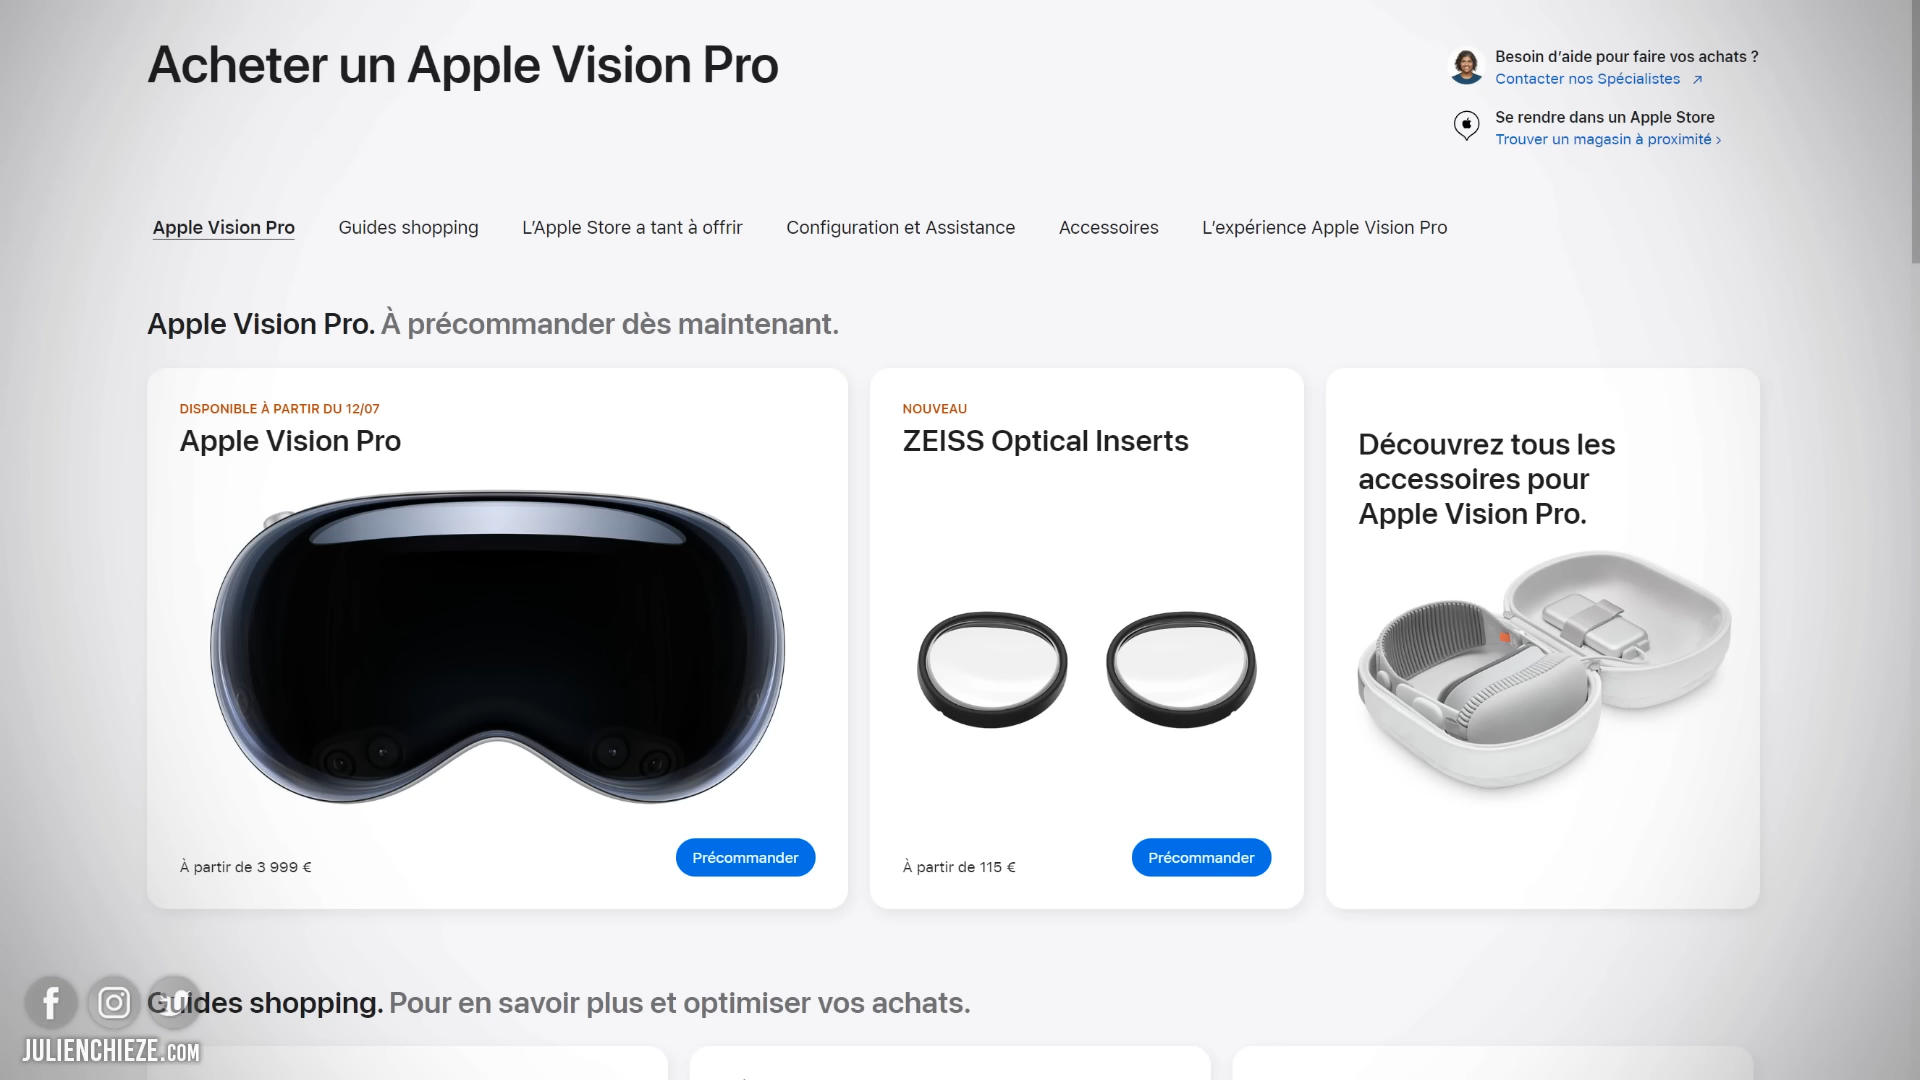 Acheter un Apple Vision Pro
Besoin d’aide pour faire vos achats ?
Contacter nos Spécialistes ↗
Se rendre dans un Apple Store
Trouver un magasin à proximité ›
Apple Vision Pro
Guides shopping
L’Apple Store a tant à offrir
Configuration et Assistance
Accessoires
L’expérience Apple Vision Pro
Apple Vision Pro. À précommander dès maintenant.
DISPONIBLE À PARTIR DU 12/07
Apple Vision Pro
À partir de 3 999 €
Précommander
NOUVEAU
ZEISS Optical Inserts
À partir de 115 €
Précommander
Découvrez tous les
accessoires pour
Apple Vision Pro.
Guides shopping. Pour en savoir plus et optimiser vos achats.
JULIENCHIEZE.COM